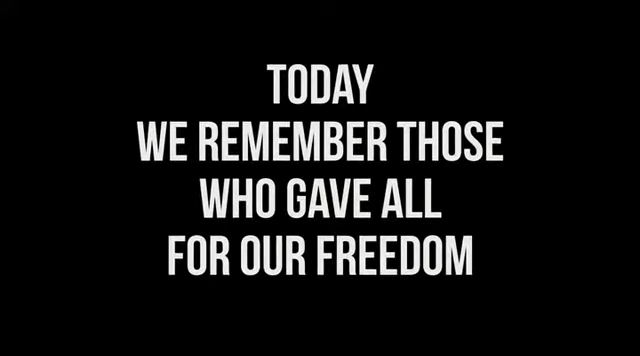 TODAY
WE REMEMBER THOSE
WHO GAVE ALL
FOR OUR FREEDOM